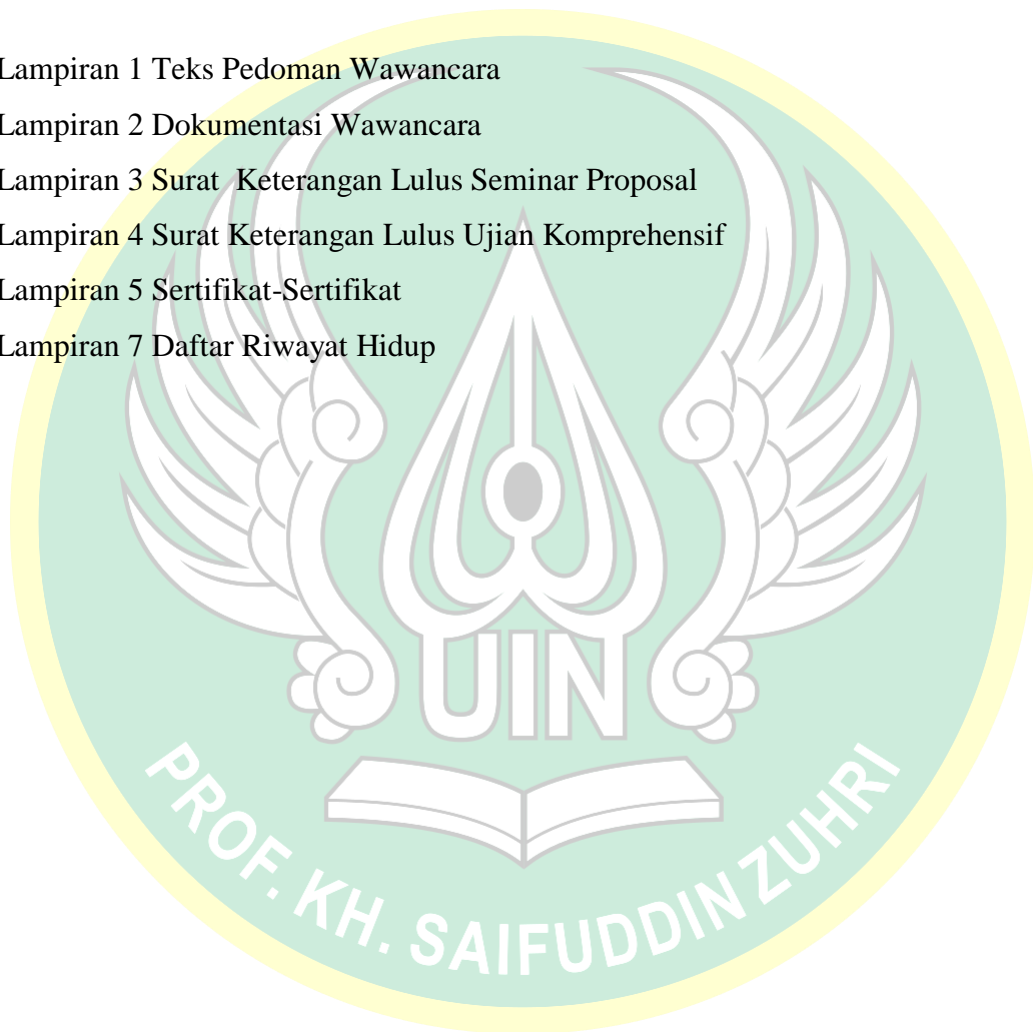 Lampiran 1 Teks Pedoman Wawancara
Lampiran 2 Dokumentasi Wawancara
Lampiran 3 Surat  Keterangan Lulus Seminar Proposal
Lampiran 4 Surat Keterangan Lulus Ujian Komprehensif
Lampiran 5 Sertifikat-Sertifikat
Lampiran 7 Daftar Riwayat Hidup
UIN
PROF. KH. SAIFUDDIN ZUHRI